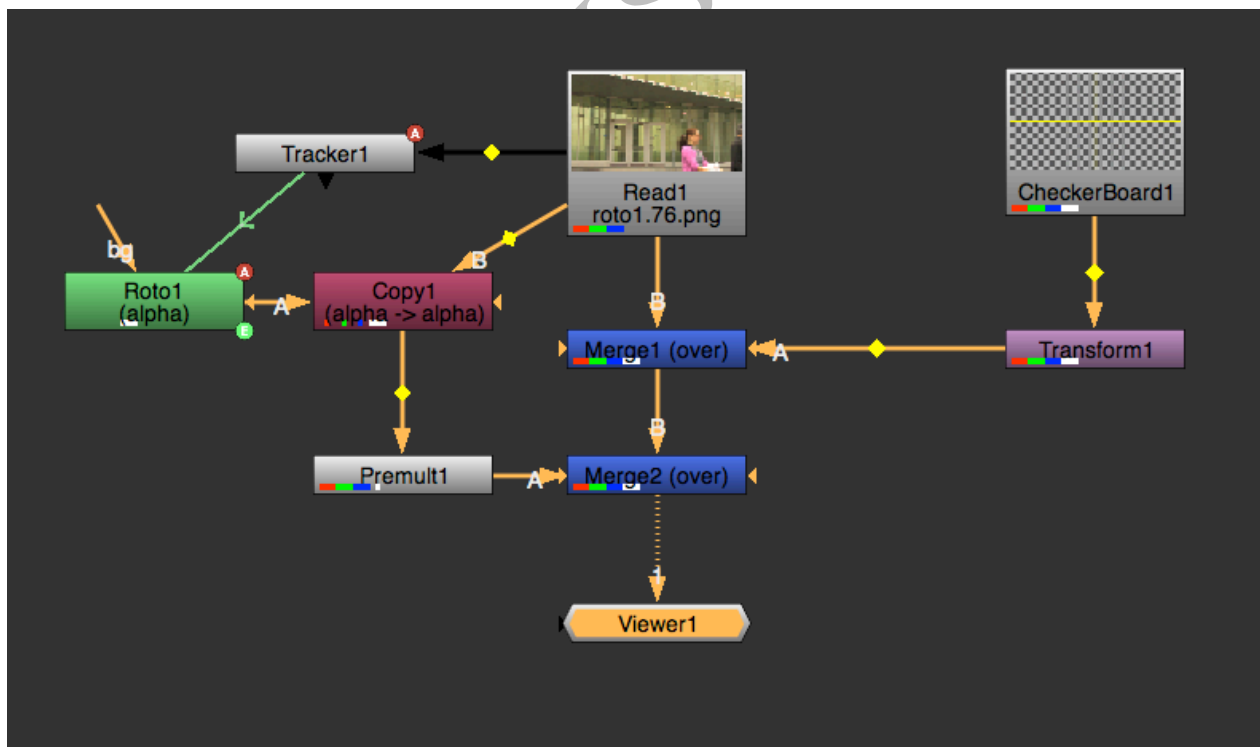 Tracker1
A
Read1
roto1.76.png
CheckerBoard1
bg
B
A
Roto1
(alpha)
E
A
Copy1
(alpha -> alpha)
B
Merge1 (over)
A
Transform1
B
Premult1
A
Merge2 (over)
1
Viewer1